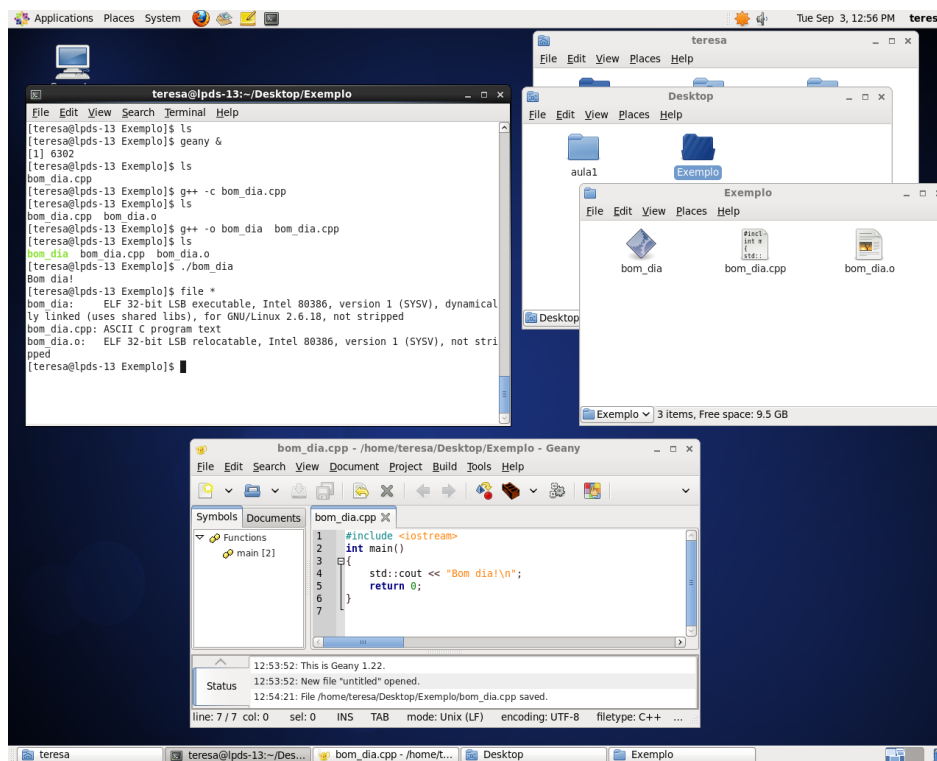 Applications Places System Tue Sep 3, 12:56 PM teres
teresa
File Edit View Places Help
teresa@lpds-13:~/Desktop/Exemplo
File Edit View Search Terminal Help
[teresa@lpds-13 Exemplo]$ ls
[teresa@lpds-13 Exemplo]$ geany &
[1] 6302
[teresa@lpds-13 Exemplo]$ ls
bom_dia.cpp
[teresa@lpds-13 Exemplo]$ g++ -c bom_dia.cpp
[teresa@lpds-13 Exemplo]$ ls
bom_dia.cpp bom_dia.o
[teresa@lpds-13 Exemplo]$ g++ -o bom_dia bom_dia.cpp
[teresa@lpds-13 Exemplo]$ ls
bom_dia bom_dia.cpp bom_dia.o
[teresa@lpds-13 Exemplo]$ ./bom_dia
Bom dia!
[teresa@lpds-13 Exemplo]$ file *
bom_dia: ELF 32-bit LSB executable, Intel 80386, version 1 (SYSV), dynamical
ly linked (uses shared libs), for GNU/Linux 2.6.18, not stripped
bom_dia.cpp: ASCII C program text
bom_dia.o: ELF 32-bit LSB relocatable, Intel 80386, version 1 (SYSV), not stri
pped
[teresa@lpds-13 Exemplo]$
Desktop
File Edit View Places Help
aula1 Exemplo
Desktop
Exemplo
File Edit View Places Help
#incl
int m
{
std::
bom_dia bom_dia.cpp bom_dia.o
Exemplo 3 items, Free space: 9.5 GB
bom_dia.cpp - /home/teresa/Desktop/Exemplo - Geany
File Edit Search View Document Project Build Tools Help
Symbols Documents bom_dia.cpp
Functions
main [2]
1 #include <iostream>
2 int main()
3 {
4 std::cout << "Bom dia!\n";
5 return 0;
6 }
7
Status
12:53:52: This is Geany 1.22.
12:53:52: New file "untitled" opened.
12:54:21: File /home/teresa/Desktop/Exemplo/bom_dia.cpp saved.
line: 7 / 7 col: 0 sel: 0 INS TAB mode: Unix (LF) encoding: UTF-8 filetype: C++ ...
teresa teresa@lpds-13:~/Des... bom_dia.cpp - /home/t... Desktop Exemplo